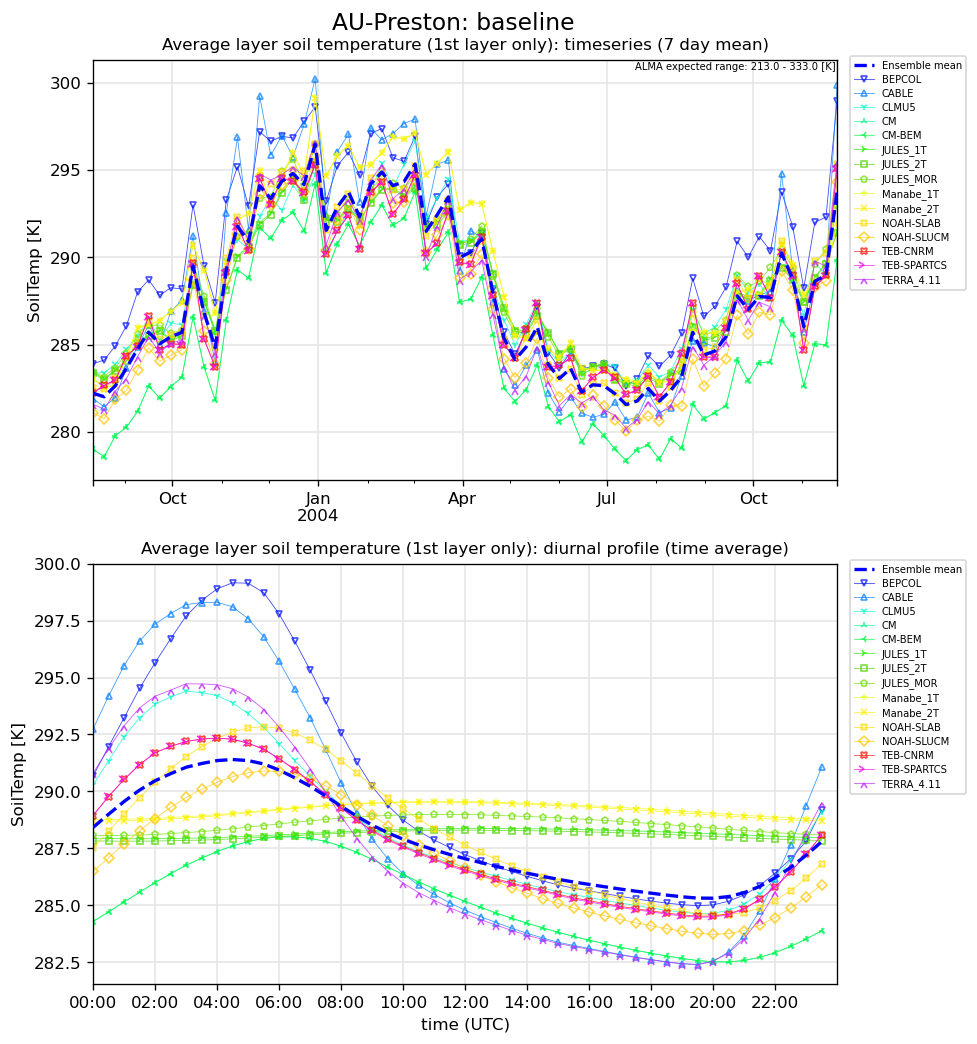 AU-Preston: baseline
Average layer soil temperature (1st layer only): timeseries (7 day mean)
ALMA expected range: 213.0 - 333.0 [K]
SoilTemp [K]
300
295
290
285
280
Oct
Jan
2004
Apr
Jul
Oct
Ensemble mean
BEPCOL
CABLE
CLMU5
CM
CM-BEM
JULES_1T
JULES_2T
JULES_MOR
Manabe_1T
Manabe_2T
NOAH-SLAB
NOAH-SLUCM
TEB-CNRM
TEB-SPARTCS
TERRA_4.11
Average layer soil temperature (1st layer only): diurnal profile (time average)
SoilTemp [K]
300.0
297.5
295.0
292.5
290.0
287.5
285.0
282.5
00:00
02:00
04:00
06:00
08:00
10:00
12:00
14:00
16:00
18:00
20:00
22:00
time (UTC)
Ensemble mean
BEPCOL
CABLE
CLMU5
CM
CM-BEM
JULES_1T
JULES_2T
JULES_MOR
Manabe_1T
Manabe_2T
NOAH-SLAB
NOAH-SLUCM
TEB-CNRM
TEB-SPARTCS
TERRA_4.11